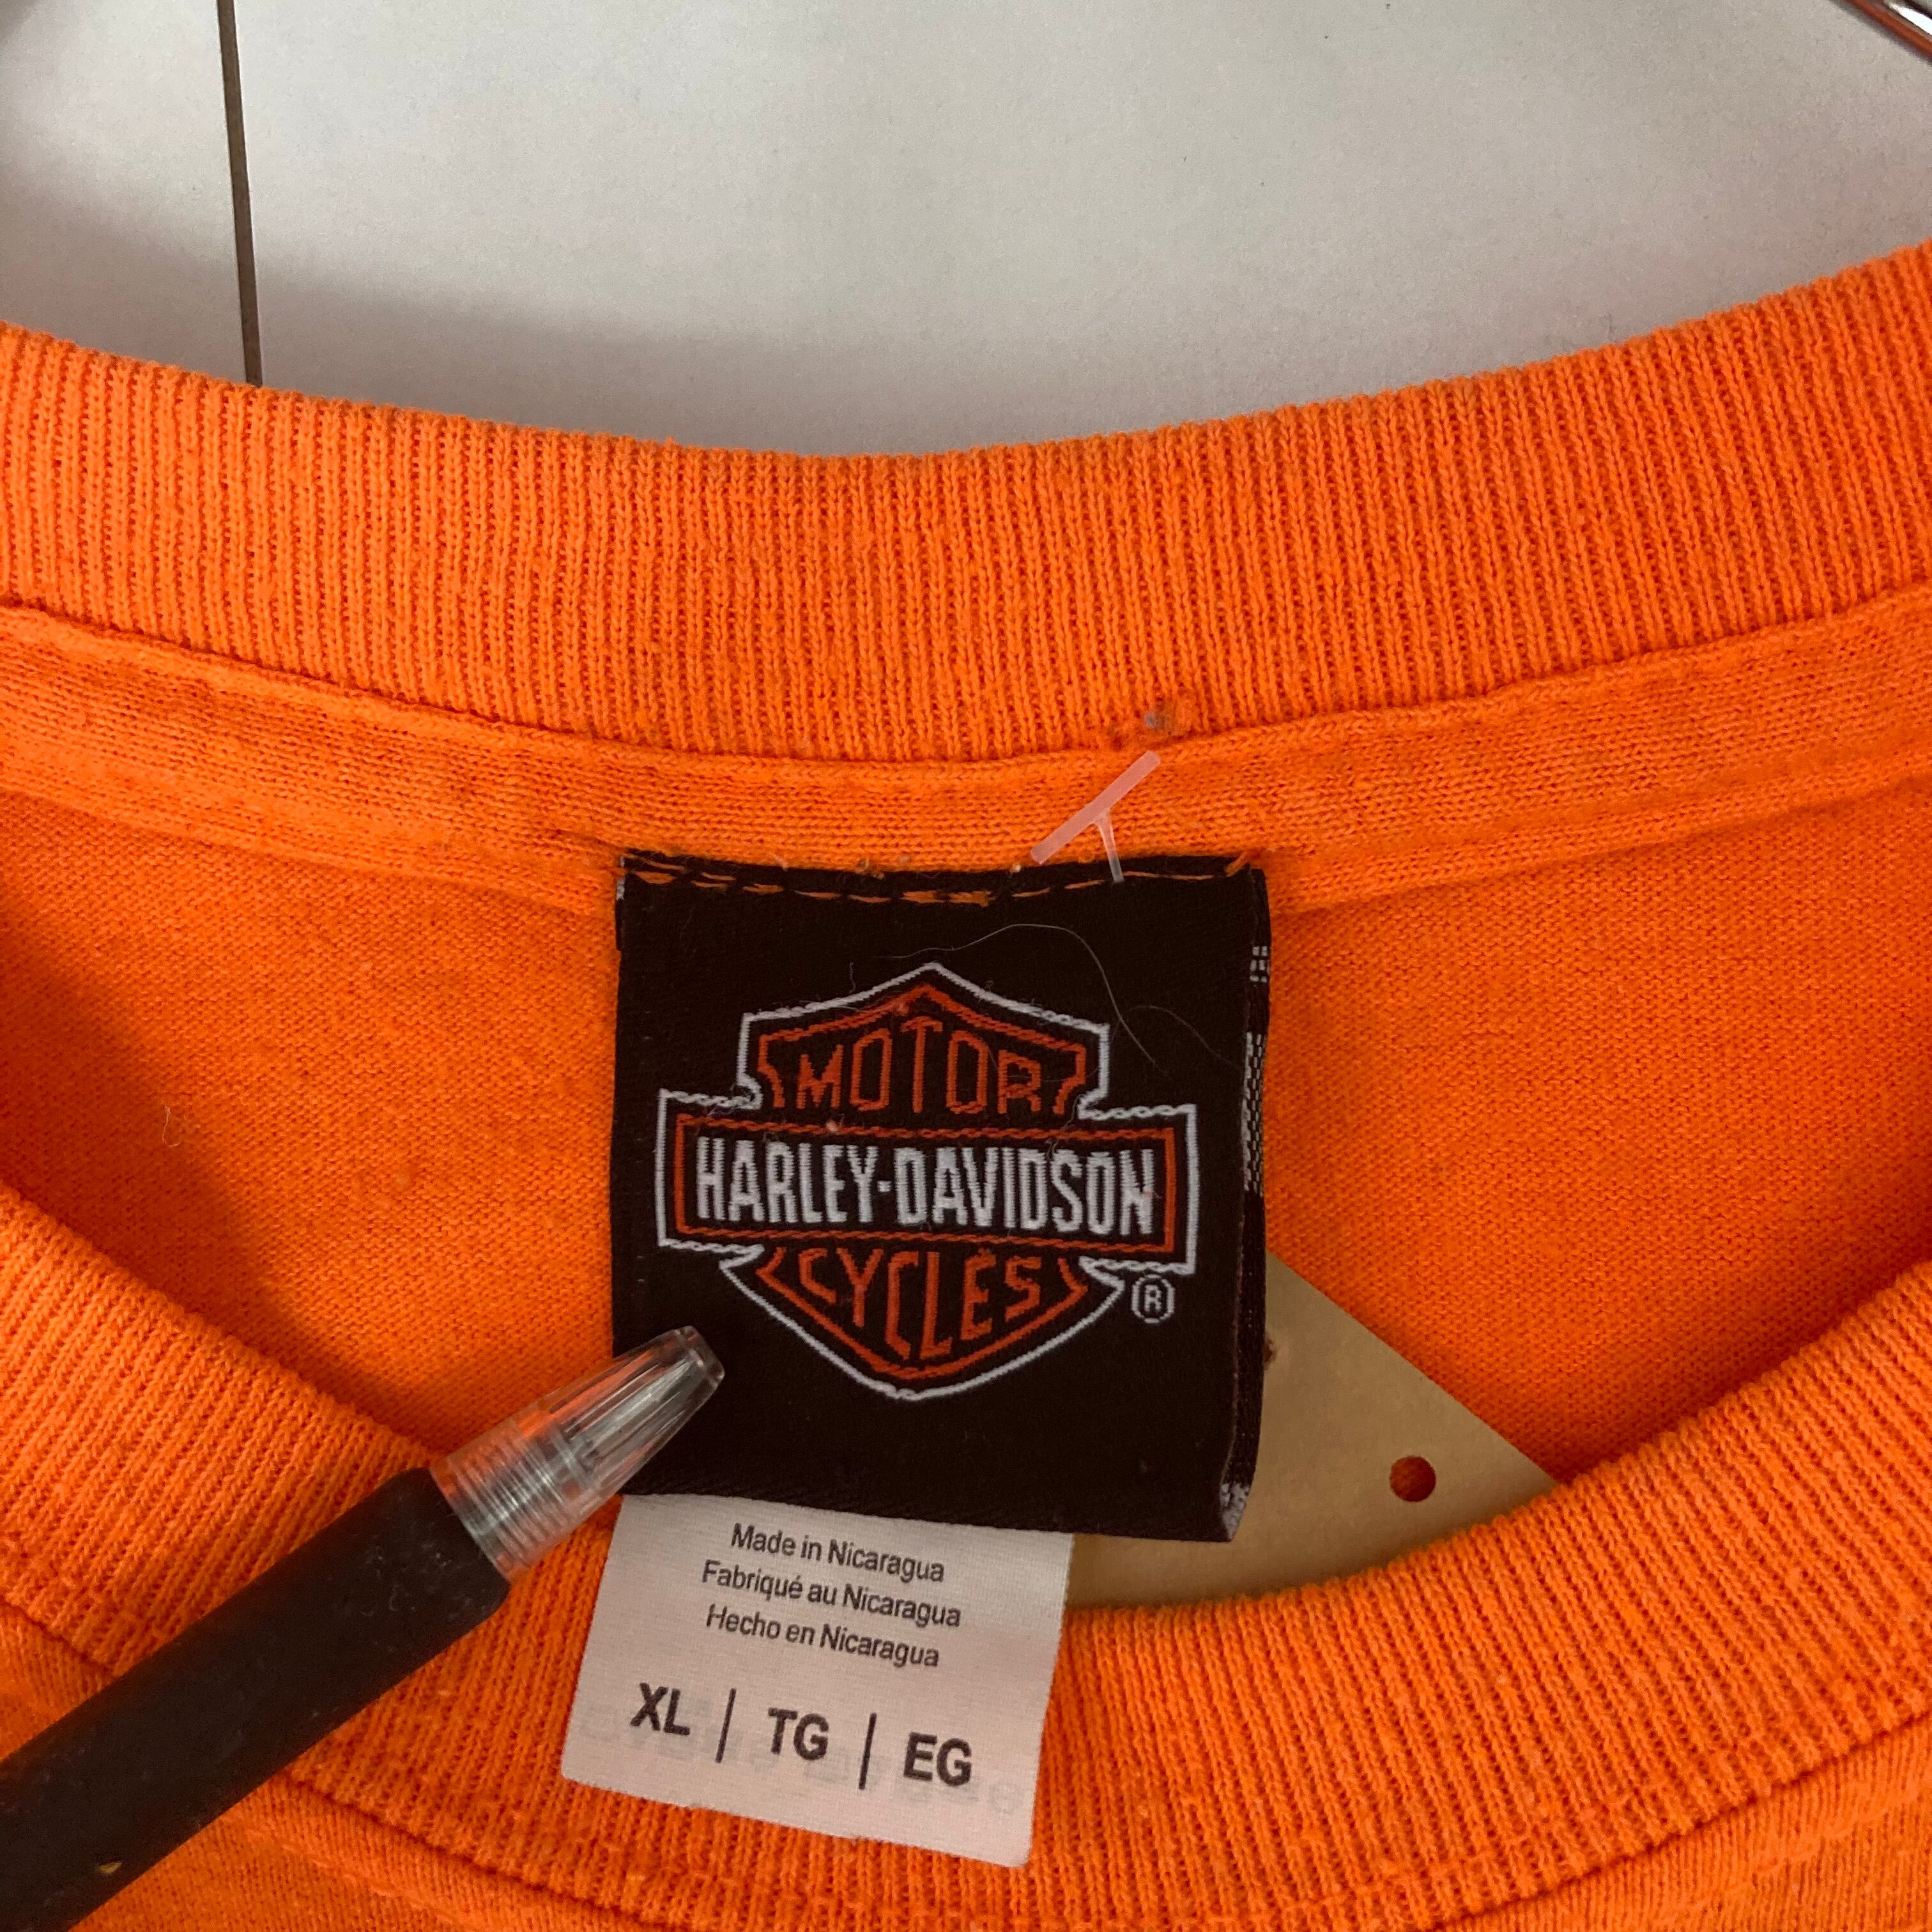 MOTOR
HARLEY-DAVIDSON
CYCLES
®
Made in Nicaragua
Fabriqué au Nicaragua
Hecho en Nicaragua
XL | TG | EG